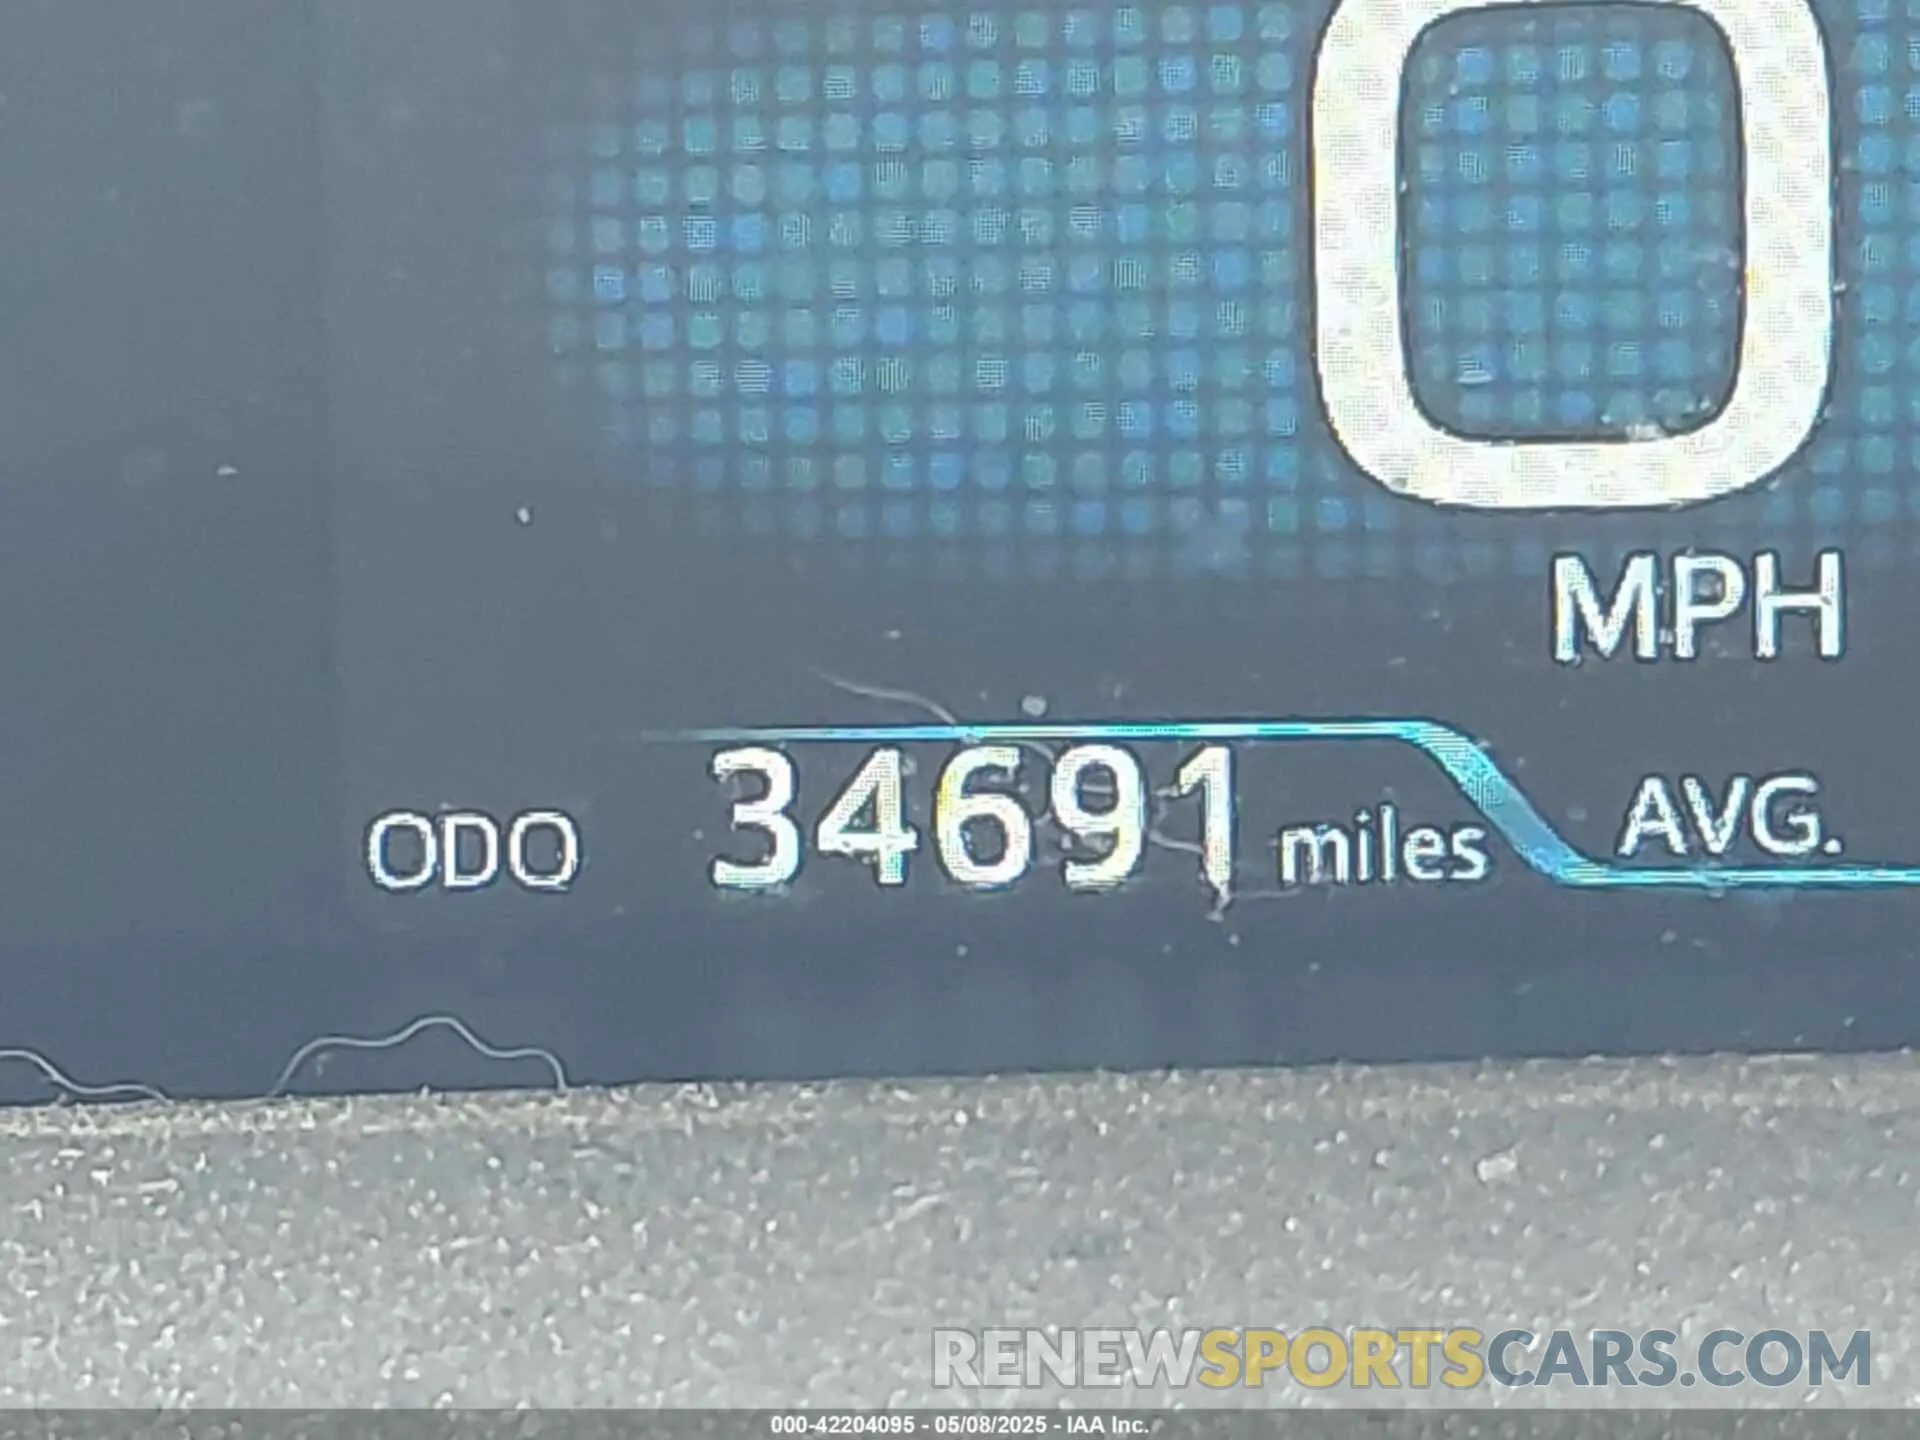 0
MPH
ODO 34691 miles AVG.
RENEWSPORTSCARS.COM
000-42204095 - 05/08/2025 - IAA Inc.